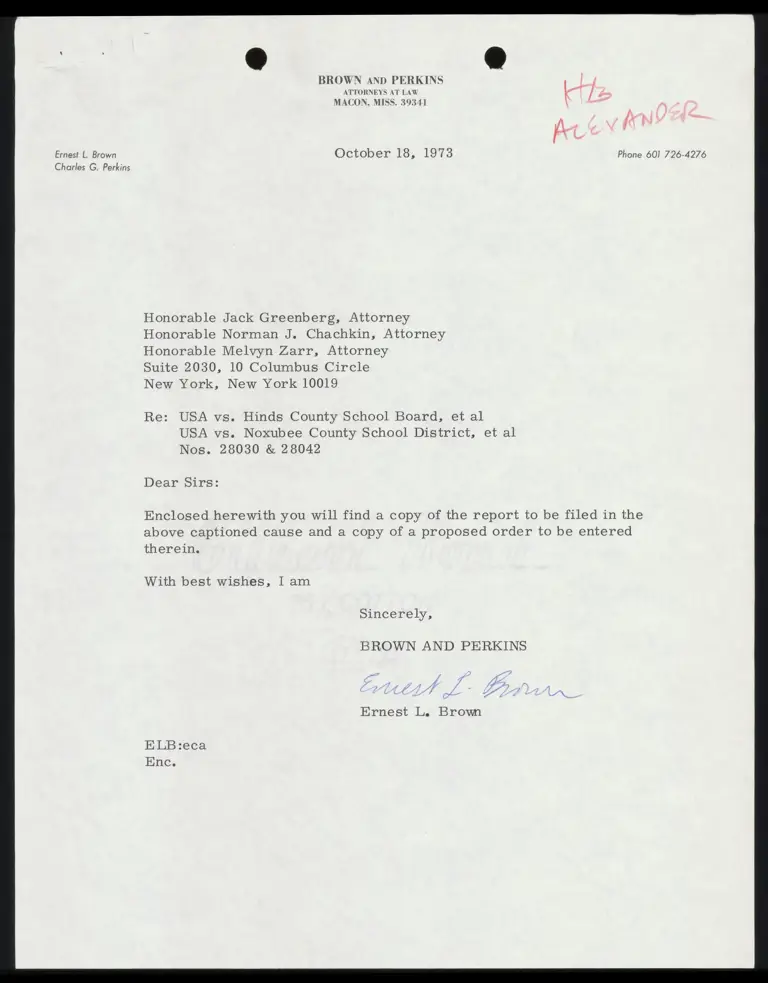 BROWN AND PERKINS
ATTORNEYS AT LAW
MACON, MISS. 39341
ALEXANDER
Ernest L. Brown
Charles G. Perkins
October 18, 1973
Phone 601 726-4276
Honorable Jack Greenberg, Attorney
Honorable Norman J. Chachkin, Attorney
Honorable Melvyn Zarr, Attorney
Suite 2030, 10 Columbus Circle
New York, New York 10019
Re: USA vs. Hinds County School Board, et al
USA vs. Noxubee County School District, et al
Nos. 28030 & 28042
Dear Sirs:
Enclosed herewith you will find a copy of the report to be filed in the
above captioned cause and a copy of a proposed order to be entered
therein.
With best wishes, I am
Sincerely,
BROWN AND PERKINS
Ernest L. Brown
Ernest L. Brown
ELB:eca
Enc.